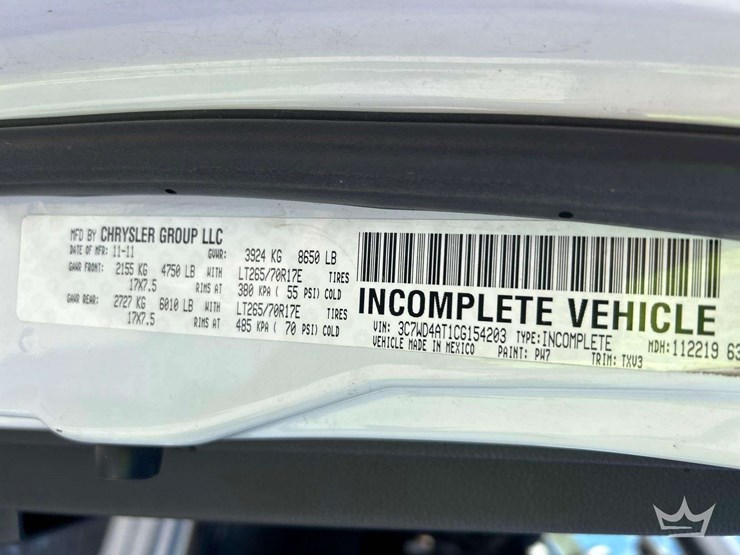 MFD BY CHRYSLER GROUP LLC
DATE OF MFR: 11-11 GVWR: 3924 KG 8650 LB
GAWR FRONT: 2155 KG 4750 LB WITH LT265/70R17E TIRES
17X7.5 RIMS AT 380 KPA ( 55 PSI) COLD
GAWR REAR: 2727 KG 6010 LB WITH LT265/70R17E TIRES
17X7.5 RIMS AT 485 KPA ( 70 PSI) COLD
INCOMPLETE VEHICLE
VIN: 3C7WD4AT1CG154203 TYPE: INCOMPLETE
VEHICLE MADE IN MEXICO PAINT: PW7 MDH: 112219 63
TRIM: TXV3